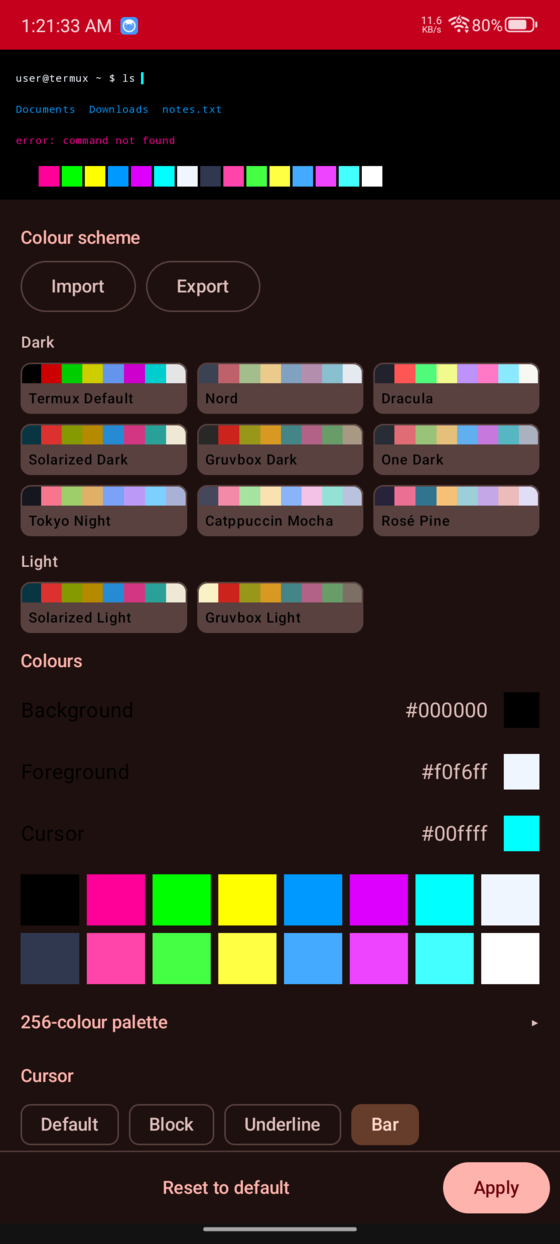 1:21:33 AM
11.6 KB/s
80%
user@termux ~ $ ls
Documents Downloads notes.txt
error: command not found
Colour scheme
Import Export
Dark
Termux Default Nord Dracula
Solarized Dark Gruvbox Dark One Dark
Tokyo Night Catppuccin Mocha Rosé Pine
Light
Solarized Light Gruvbox Light
Colours
Background #000000
Foreground #f0f6ff
Cursor #00ffff
256-colour palette
Cursor
Default Block Underline Bar
Reset to default Apply